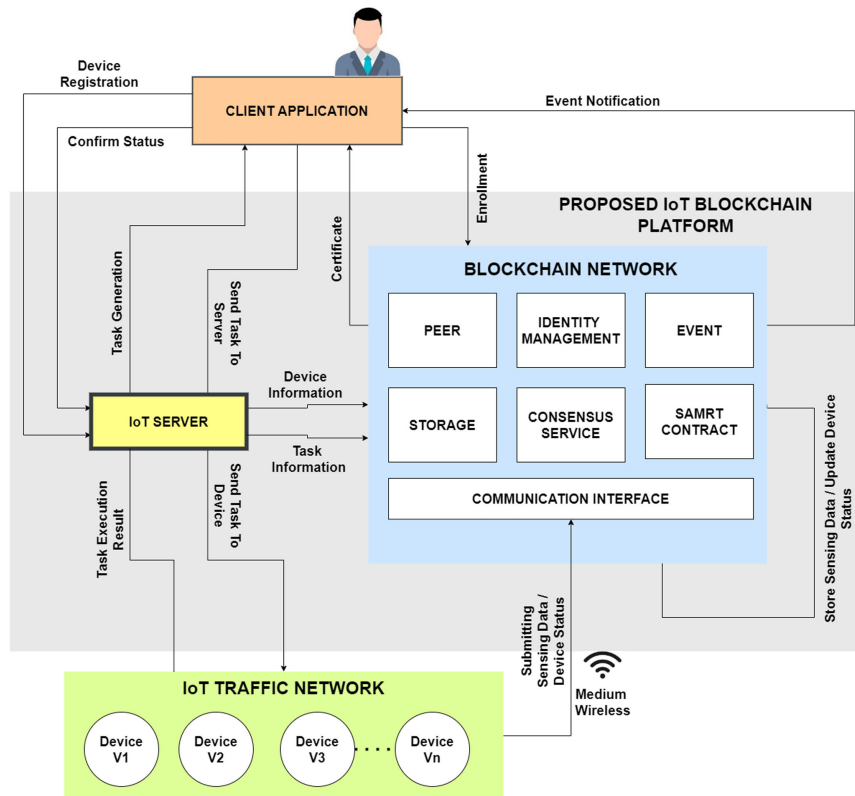 Device
Registration
CLIENT APPLICATION
Event Notification
Confirm Status
Enrollment
PROPOSED IoT BLOCKCHAIN
PLATFORM
Certificate
Task Generation
Send Task To
Server
BLOCKCHAIN NETWORK
PEER
IDENTITY
MANAGEMENT
EVENT
Device
Information
IoT SERVER
STORAGE
CONSENSUS
SERVICE
SAMRT
CONTRACT
Task
Information
Task Execution
Result
Send Task To
Device
COMMUNICATION INTERFACE
Store Sensing Data / Update Device
Status
Submitting
Sensing Data /
Device Status
Medium
Wireless
IoT TRAFFIC NETWORK
Device
V1
Device
V2
Device
V3
Device
Vn